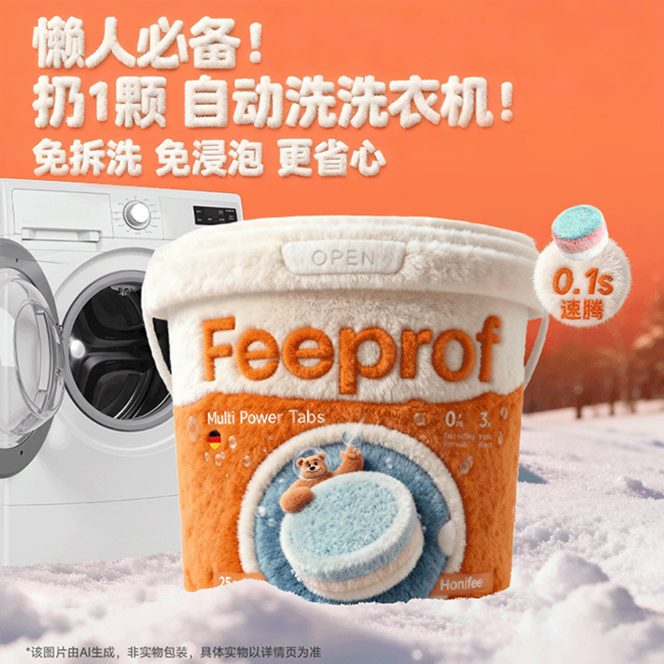 懒人必备！
扔1颗 自动洗洗衣机！
免拆洗 免浸泡 更省心
OPEN
0.1s
速腾
Feeprof
Multi Power Tabs
25
Honifee
*该图片由AI生成，非实物包装，具体实物以详情页为准